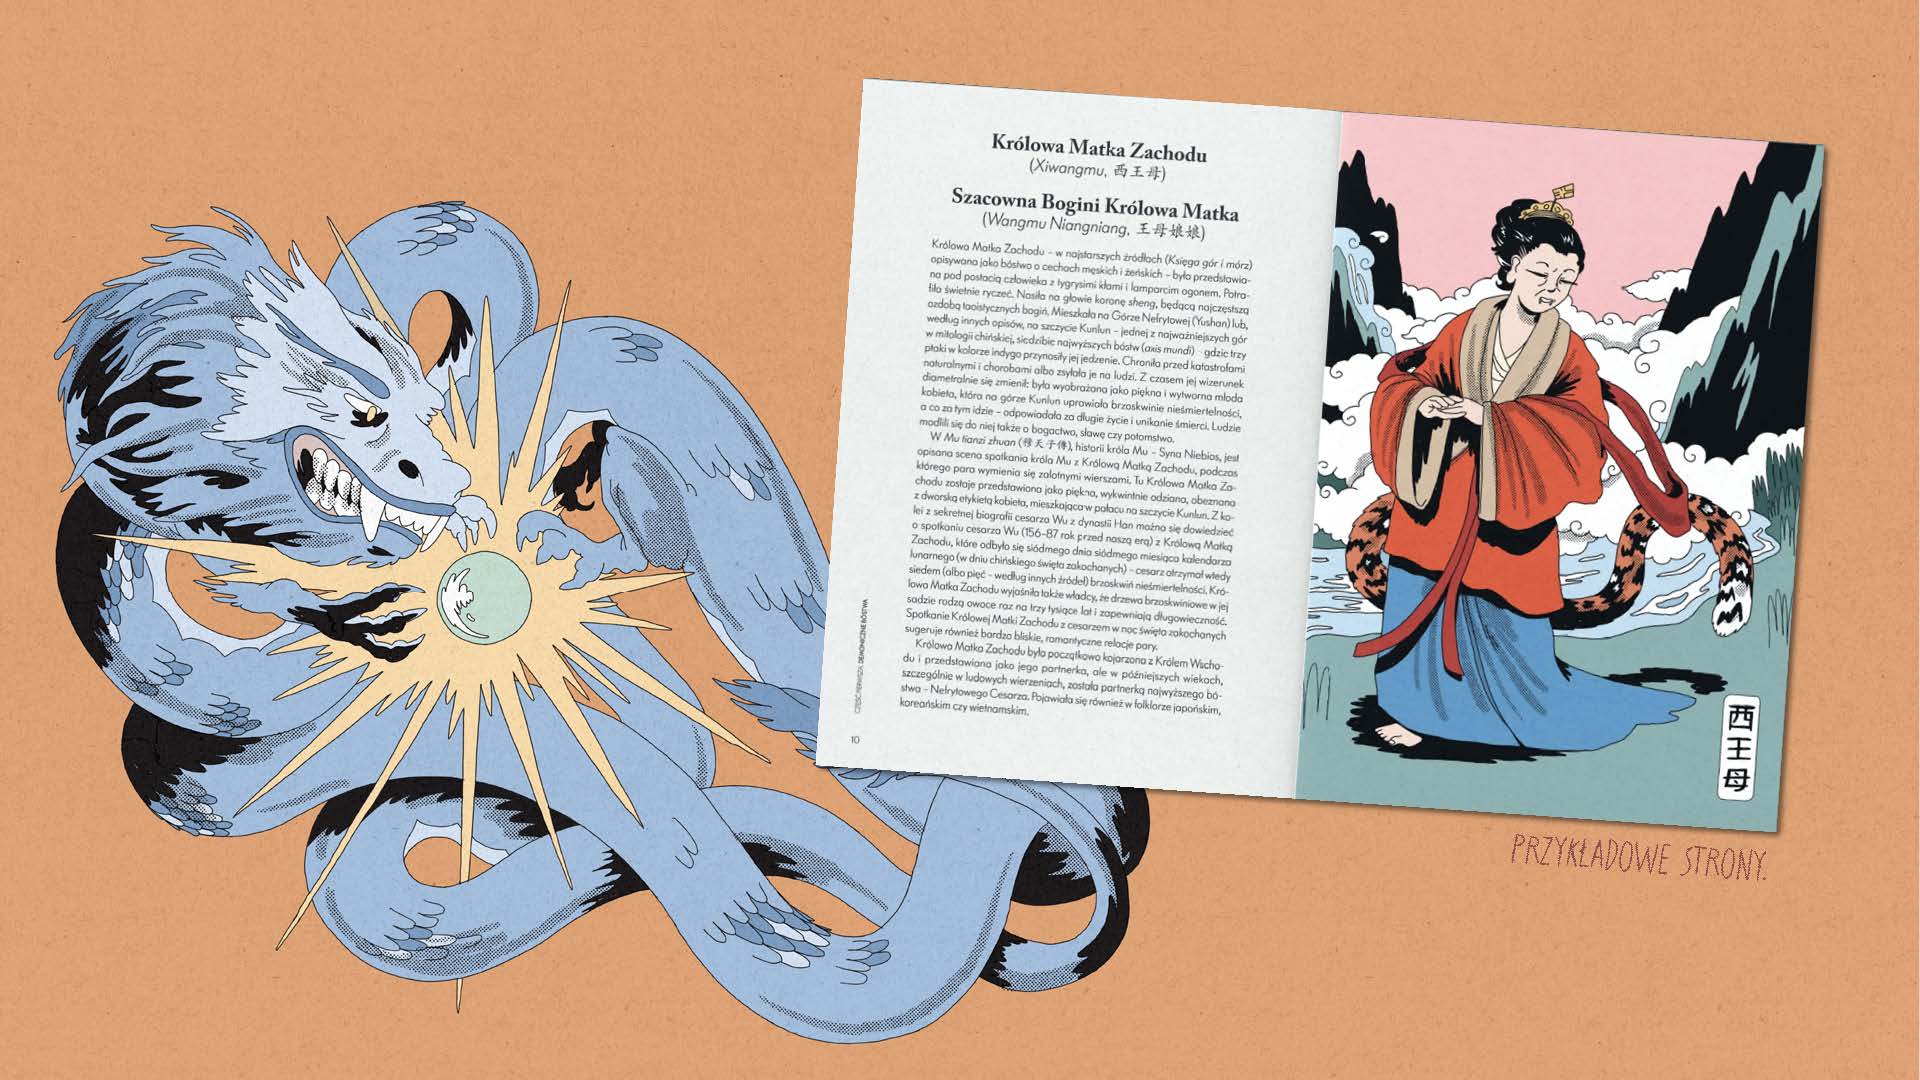 Królowa Matka Zachodu
(Xiwangmu, 西王母)
Szacowna Bogini Królowa Matka
(Wangmu Niangniang, 王母娘娘)
Królowa Matka Zachodu – w najstarszych źródłach (Księga gór i mórz)
opisywana jako bóstwo o cechach męskich i żeńskich – była przedstawia-
na pod postacią człowieka z tygrysimi kłami i lamparcim ogonem. Potra-
fiła świetnie ryczeć. Nosiła na głowie koronę sheng, będącą najczęstszą
ozdobą taoistycznych bogiń. Mieszkała na Górze Nefrytowej (Yushan) lub,
według innych opisów, na szczycie Kunlun – jednej z najważniejszych gór
w mitologii chińskiej, siedzibie najwyższych bóstw (axis mundi) – gdzie trzy
ptaki w kolorze indygo przynosiły jej jedzenie. Chroniła przed katastrofami
naturalnymi i chorobami albo zsyłała je na ludzi. Z czasem jej wizerunek
diametralnie się zmienił: była wyobrażana jako piękna i wytworna młoda
kobieta, która na górze Kunlun uprawiała brzoskwinie nieśmiertelności,
a co za tym idzie – odpowiadała za długie życie i unikanie śmierci. Ludzie
modlili się do niej także o bogactwo, sławę czy potomstwo.
W Mu tianzi zhuan (穆天子傳), historii króla Mu – Syna Niebios, jest
opisana scena spotkania króla Mu z Królową Matką Zachodu, podczas
którego para wymienia się zalotnymi wierszami. Tu Królowa Matka Za-
chodu zostaje przedstawiona jako piękna, wykwintnie odziana, obeznana
z dworską etykietą kobieta, mieszkająca w pałacu na szczycie Kunlun. Z ko-
lei z sekretnej biografii cesarza Wu z dynastii Han można się dowiedzieć
o spotkaniu cesarza Wu (156–87 rok przed naszą erą) z Królową Matką
Zachodu, które odbyło się siódmego dnia siódmego miesiąca kalendarza
lunarnego (w dniu chińskiego święta zakochanych) – cesarz otrzymał wtedy
siedem (albo pięć – według innych źródeł) brzoskwiń nieśmiertelności. Kró-
lowa Matka Zachodu wyjaśniła także władcy, że drzewa brzoskwiniowe w jej
sadzie rodzą owoce raz na trzy tysiące lat i zapewniają długowieczność.
Spotkanie Królowej Matki Zachodu z cesarzem w noc święta zakochanych
sugeruje również bardzo bliskie, romantyczne relacje pary.
Królowa Matka Zachodu była początkowo kojarzona z Królem Wscho-
du i przedstawiana jako jego partnerka, ale w późniejszych wiekach,
szczególnie w ludowych wierzeniach, została partnerką najwyższego bó-
stwa – Nefrytowego Cesarza. Pojawiała się również w folklorze japońskim,
koreańskim czy wietnamskim.
CZĘŚĆ PIERWSZA. DEMONICZNE BÓSTWA
10
西王母
PRZYKŁADOWE STRONY.